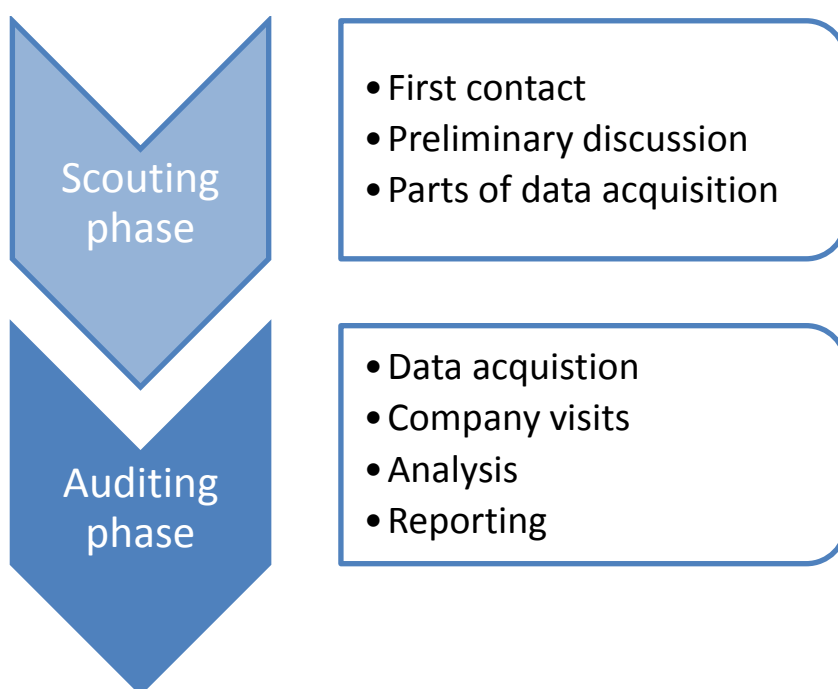 Scouting
phase
• First contact
• Preliminary discussion
• Parts of data acquisition
Auditing
phase
• Data acquistion
• Company visits
• Analysis
• Reporting